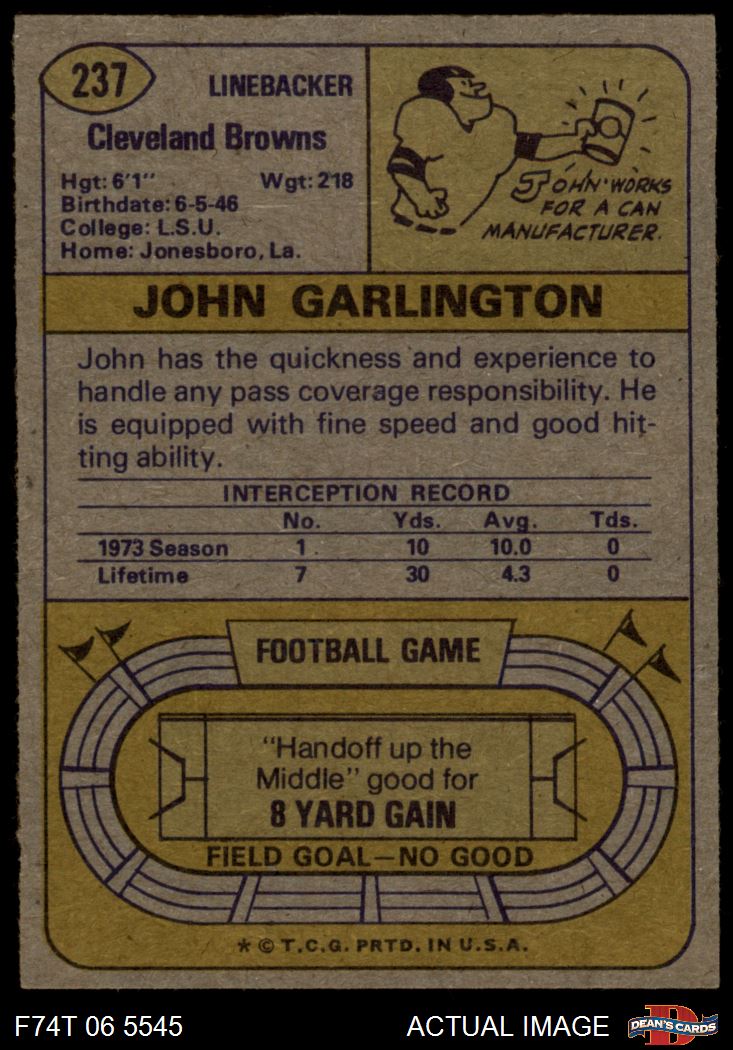 237
LINEBACKER
Cleveland Browns
Hgt: 6'1" Wgt: 218
Birthdate: 6-5-46
College: L.S.U.
Home: Jonesboro, La.
JOHN WORKS
FOR A CAN
MANUFACTURER.
JOHN GARLINGTON
John has the quickness and experience to
handle any pass coverage responsibility. He
is equipped with fine speed and good hit-
ting ability.
INTERCEPTION RECORD
No. Yds. Avg. Tds.
1973 Season 1 10 10.0 0
Lifetime 7 30 4.3 0
FOOTBALL GAME
"Handoff up the
Middle" good for
8 YARD GAIN
FIELD GOAL—NO GOOD
* © T.C.G. PRTD. IN U.S.A.
F74T 06 5545 ACTUAL IMAGE
D
DEAN'S CARDS